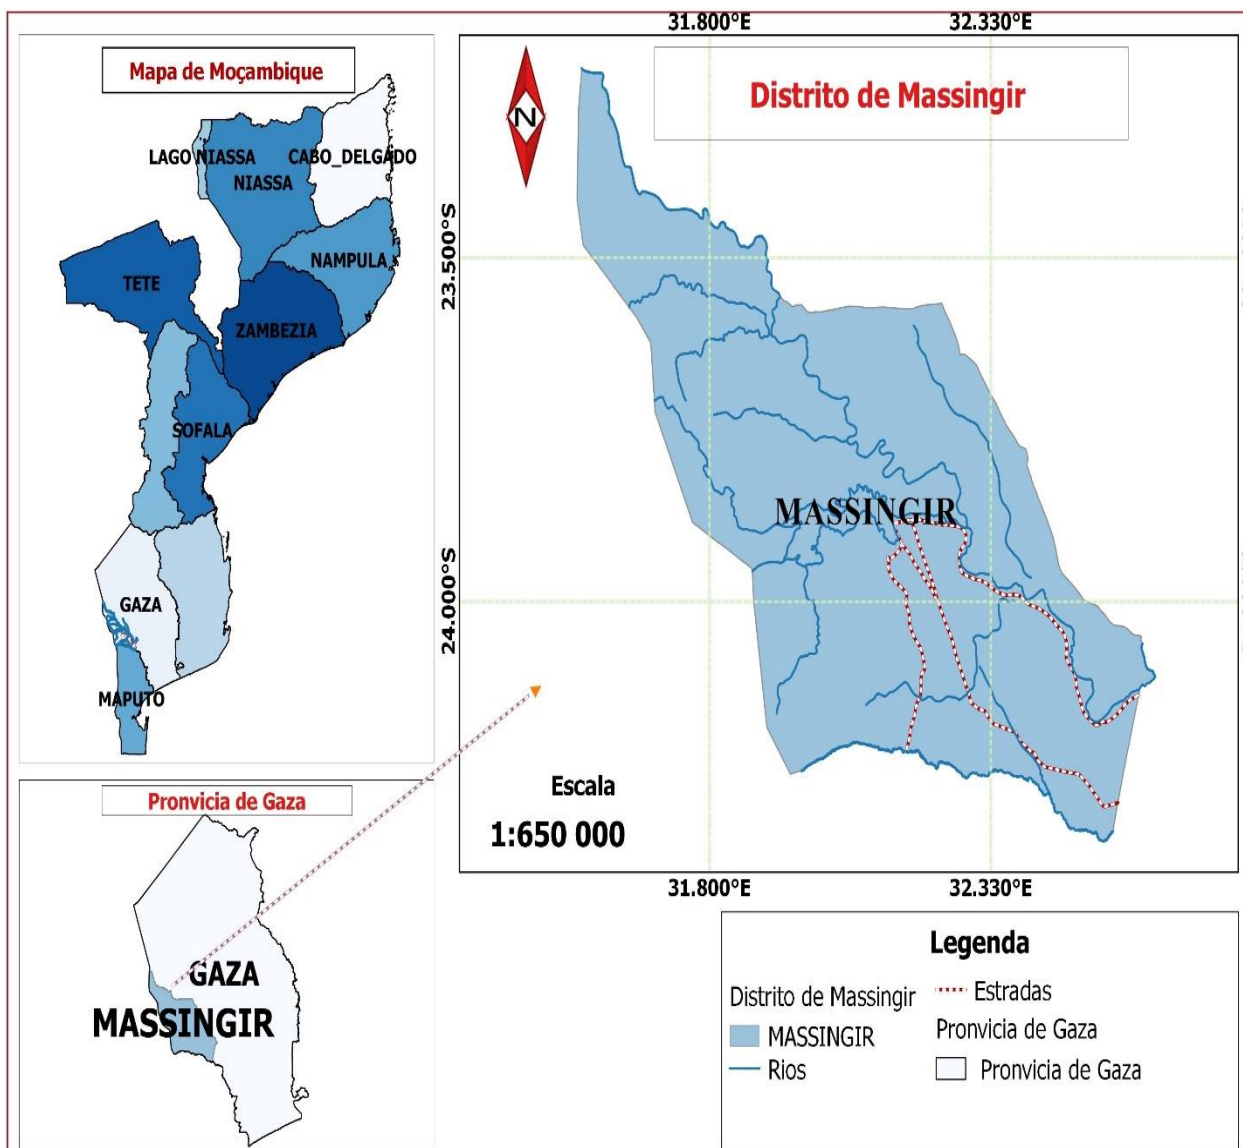 Mapa de Moçambique
LAGO NIASSA
CABO_DELGADO
NIASSA
NAMPULA
TETE
ZAMBEZIA
SOFALA
GAZA
MAPUTO
Pronvicia de Gaza
GAZA
MASSINGIR
31.800°E
32.330°E
Distrito de Massingir
N
23.500°S
24.000°S
MASSINGIR
Escala
1:650 000
31.800°E
32.330°E
Legenda
Distrito de Massingir
MASSINGIR
Rios
Estradas
Pronvicia de Gaza
Pronvicia de Gaza